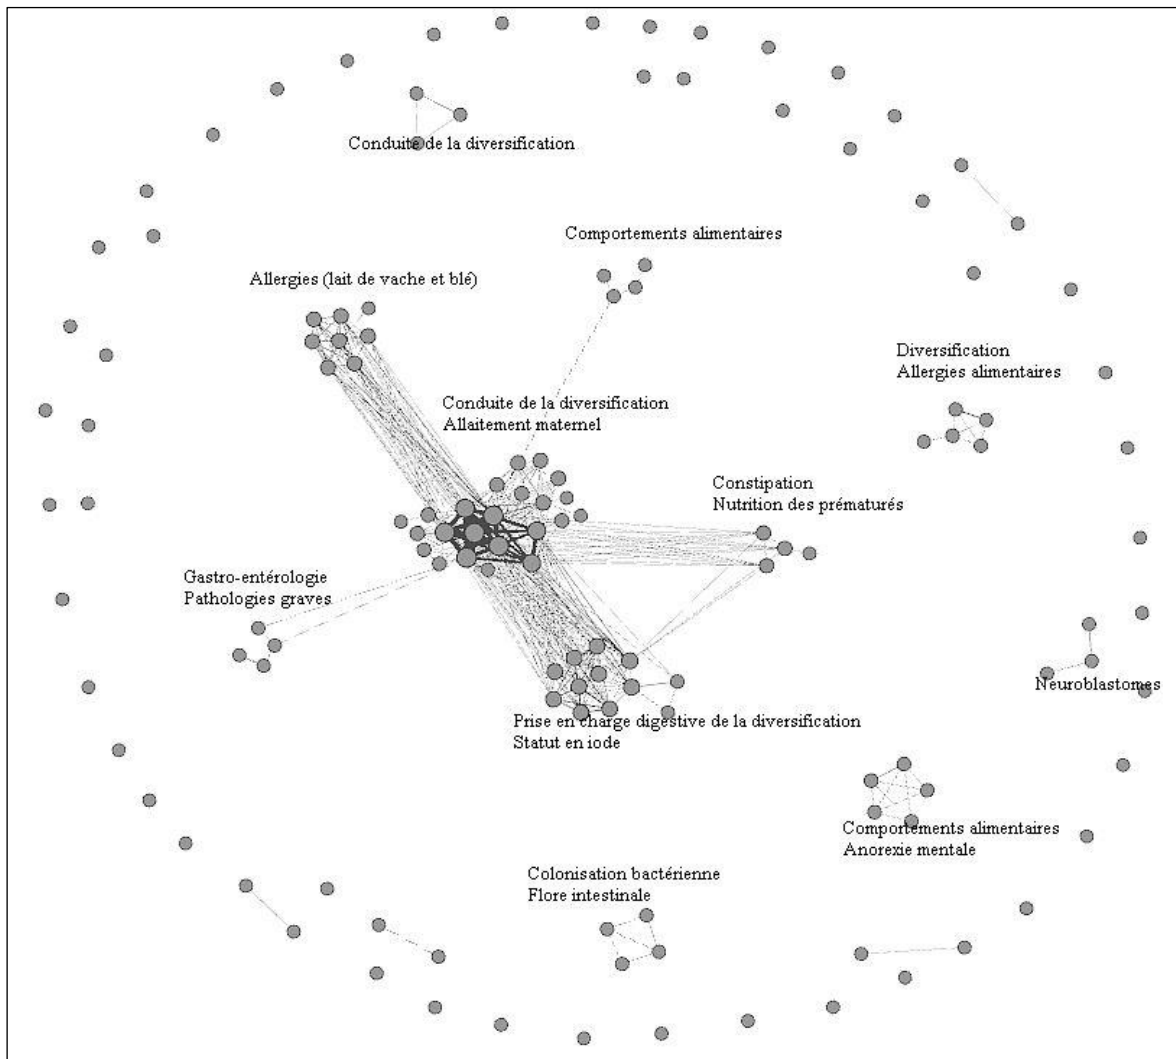 Conduite de la diversification
Comportements alimentaires
Allergies (lait de vache et blé)
Diversification
Allergies alimentaires
Conduite de la diversification
Allaitement maternel
Constipation
Nutrition des prématurés
Gastro-entérologie
Pathologies graves
Neuroblastomes
Prise en charge digestive de la diversification
Statut en iode
Comportements alimentaires
Anorexie mentale
Colonisation bactérienne
Flore intestinale